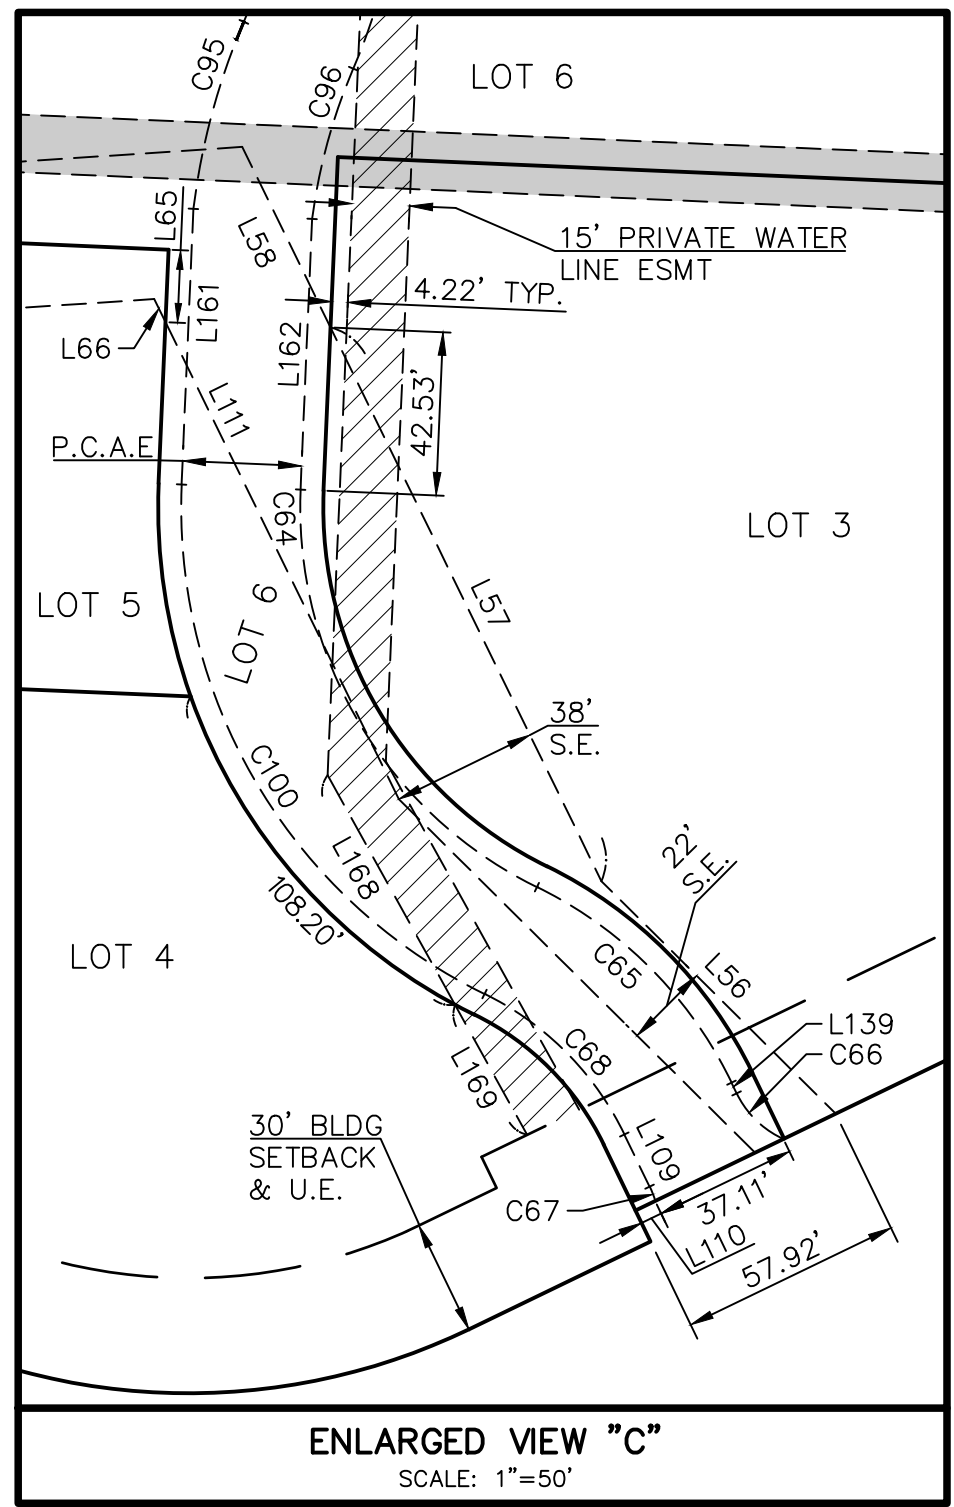 C95
C96
LOT 6
L65
L58
15' PRIVATE WATER
LINE ESMT
4.22' TYP.
L161
L162
L66
L111
42.53'
P.C.A.E
C64
LOT 3
LOT 5
LOT 6
L57
38'
S.E.
C100
L168
22'
S.E.
108.20'
LOT 4
C65
L56
L139
C66
C68
L169
30' BLDG
SETBACK
& U.E.
L109
C67
37.11'
L110
57.92'
ENLARGED VIEW "C"
SCALE: 1"=50'